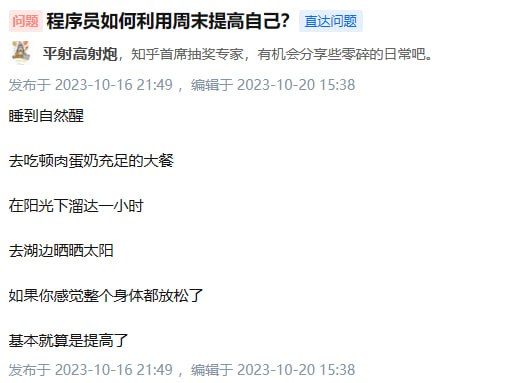 问题 程序员如何利用周末提高自己? 直达问题
平射高射炮，知乎首席抽奖专家，有机会分享些零碎的日常吧。
发布于 2023-10-16 21:49 ，编辑于 2023-10-20 15:38
睡到自然醒
去吃顿肉蛋奶充足的大餐
在阳光下溜达一小时
去湖边晒晒太阳
如果你感觉整个身体都放松了
基本就算是提高了
发布于 2023-10-16 21:49 ，编辑于 2023-10-20 15:38